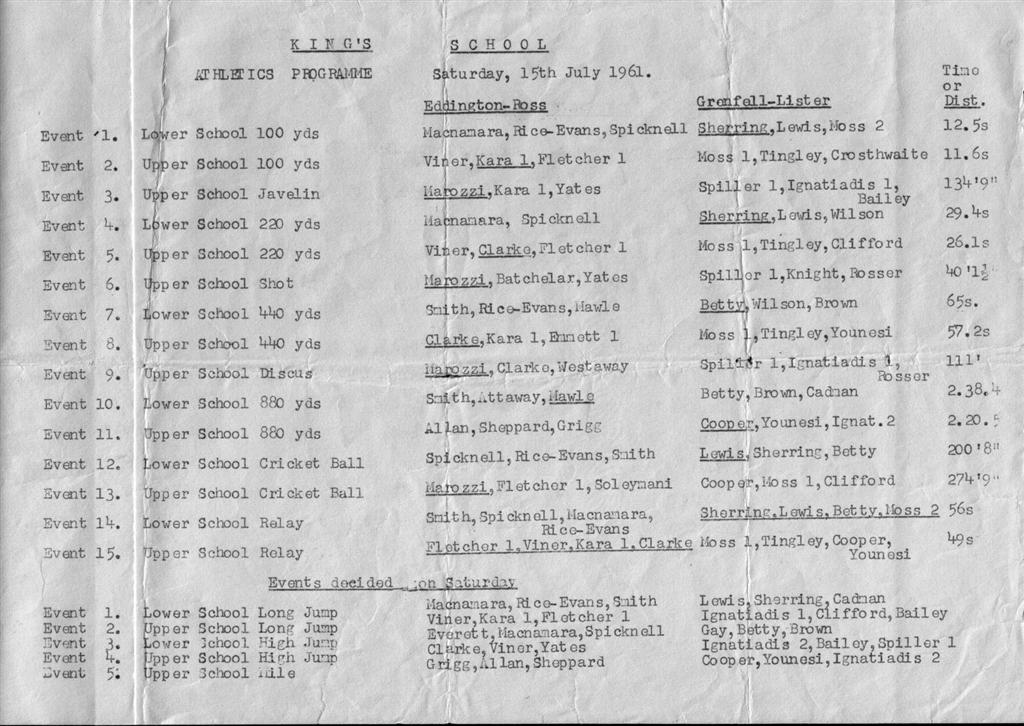 KING'S SCHOOL
ATHLETICS PROGRAMME Saturday, 15th July 1961. Time
or
Eddington-Ross Grenfell-Lister Dist.
Event 1. Lower School 100 yds Macnamara, Rice-Evans, Spicknell Sherring, Lewis, Moss 2 12.5s
Event 2. Upper School 100 yds Viner, Kara 1, Fletcher 1 Moss 1, Tingley, Crosthwaite 11.6s
Event 3. Upper School Javelin Marozzi, Kara 1, Yates Spiller 1, Ignatiadis 1, 134'9"
Bailey
Event 4. Lower School 220 yds Macnamara, Spicknell Sherring, Lewis, Wilson 29.4s
Event 5. Upper School 220 yds Viner, Clarke, Fletcher 1 Moss 1, Tingley, Clifford 26.1s
Event 6. Upper School Shot Marozzi, Batchelar, Yates Spiller 1, Knight, Rosser 40'1½
Event 7. Lower School 440 yds Smith, Rice-Evans, Mawle Betty, Wilson, Brown 65s.
Event 8. Upper School 440 yds Clarke, Kara 1, Emmett 1 Moss 1, Tingley, Younesi 57.2s
Event 9. Upper School Discus Marozzi, Clarke, Westaway Spiller 1, Ignatiadis 1, 111'
Rosser
Event 10. Lower School 880 yds Smith, Attaway, Mawle Betty, Brown, Cadman 2.38.4
Event 11. Upper School 880 yds Allan, Sheppard, Grigg Cooper, Younesi, Ignat.2 2.20.5
Event 12. Lower School Cricket Ball Spicknell, Rice-Evans, Smith Lewis, Sherring, Betty 200'8"
Event 13. Upper School Cricket Ball Marozzi, Fletcher 1, Soleymani Cooper, Moss 1, Clifford 274'9"
Event 14. Lower School Relay Smith, Spicknell, Macnamara, Sherring, Lewis, Betty, Moss 2 56s
Rice-Evans
Event 15. Upper School Relay Fletcher 1, Viner, Kara 1, Clarke Moss 1, Tingley, Cooper, 49s
Younesi
Events decided on Saturday
Event 1. Lower School Long Jump Macnamara, Rice-Evans, Smith Lewis, Sherring, Cadman
Event 2. Upper School Long Jump Viner, Kara 1, Fletcher 1 Ignatiadis 1, Clifford, Bailey
Event 3. Lower School High Jump Everett, Macnamara, Spicknell Gay, Betty, Brown
Event 4. Upper School High Jump Clarke, Viner, Yates Ignatiadis 2, Bailey, Spiller 1
Event 5. Upper School Mile Grigg, Allan, Sheppard Cooper, Younesi, Ignatiadis 2